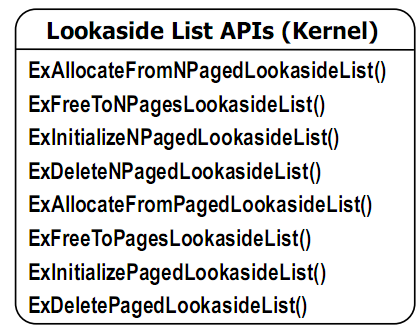 Lookaside List APIs (Kernel)
ExAllocateFromNPagedLookasideList()
ExFreeToNPagesLookasideList()
ExInitializeNPagedLookasideList()
ExDeleteNPagedLookasideList()
ExAllocateFromPagedLookasideList()
ExFreeToPagesLookasideList()
ExInitializePagedLookasideList()
ExDeletePagedLookasideList()